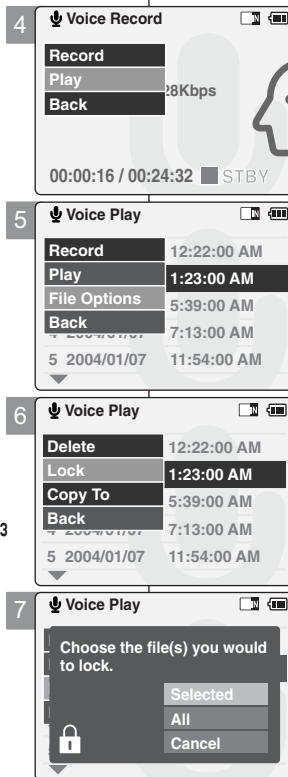 4
Voice Record
N
Record
Play
Back
28Kbps
00:00:16 / 00:24:32 STBY
5
Voice Play
N
Record 12:22:00 AM
Play 1:23:00 AM
File Options 5:39:00 AM
Back 7:13:00 AM
5 2004/01/07 11:54:00 AM
6
Voice Play
N
Delete 12:22:00 AM
Lock 1:23:00 AM
Copy To 5:39:00 AM
Back 7:13:00 AM
3
5 2004/01/07 11:54:00 AM
7
Voice Play
N
Choose the file(s) you would
to lock.
Selected
All
Cancel